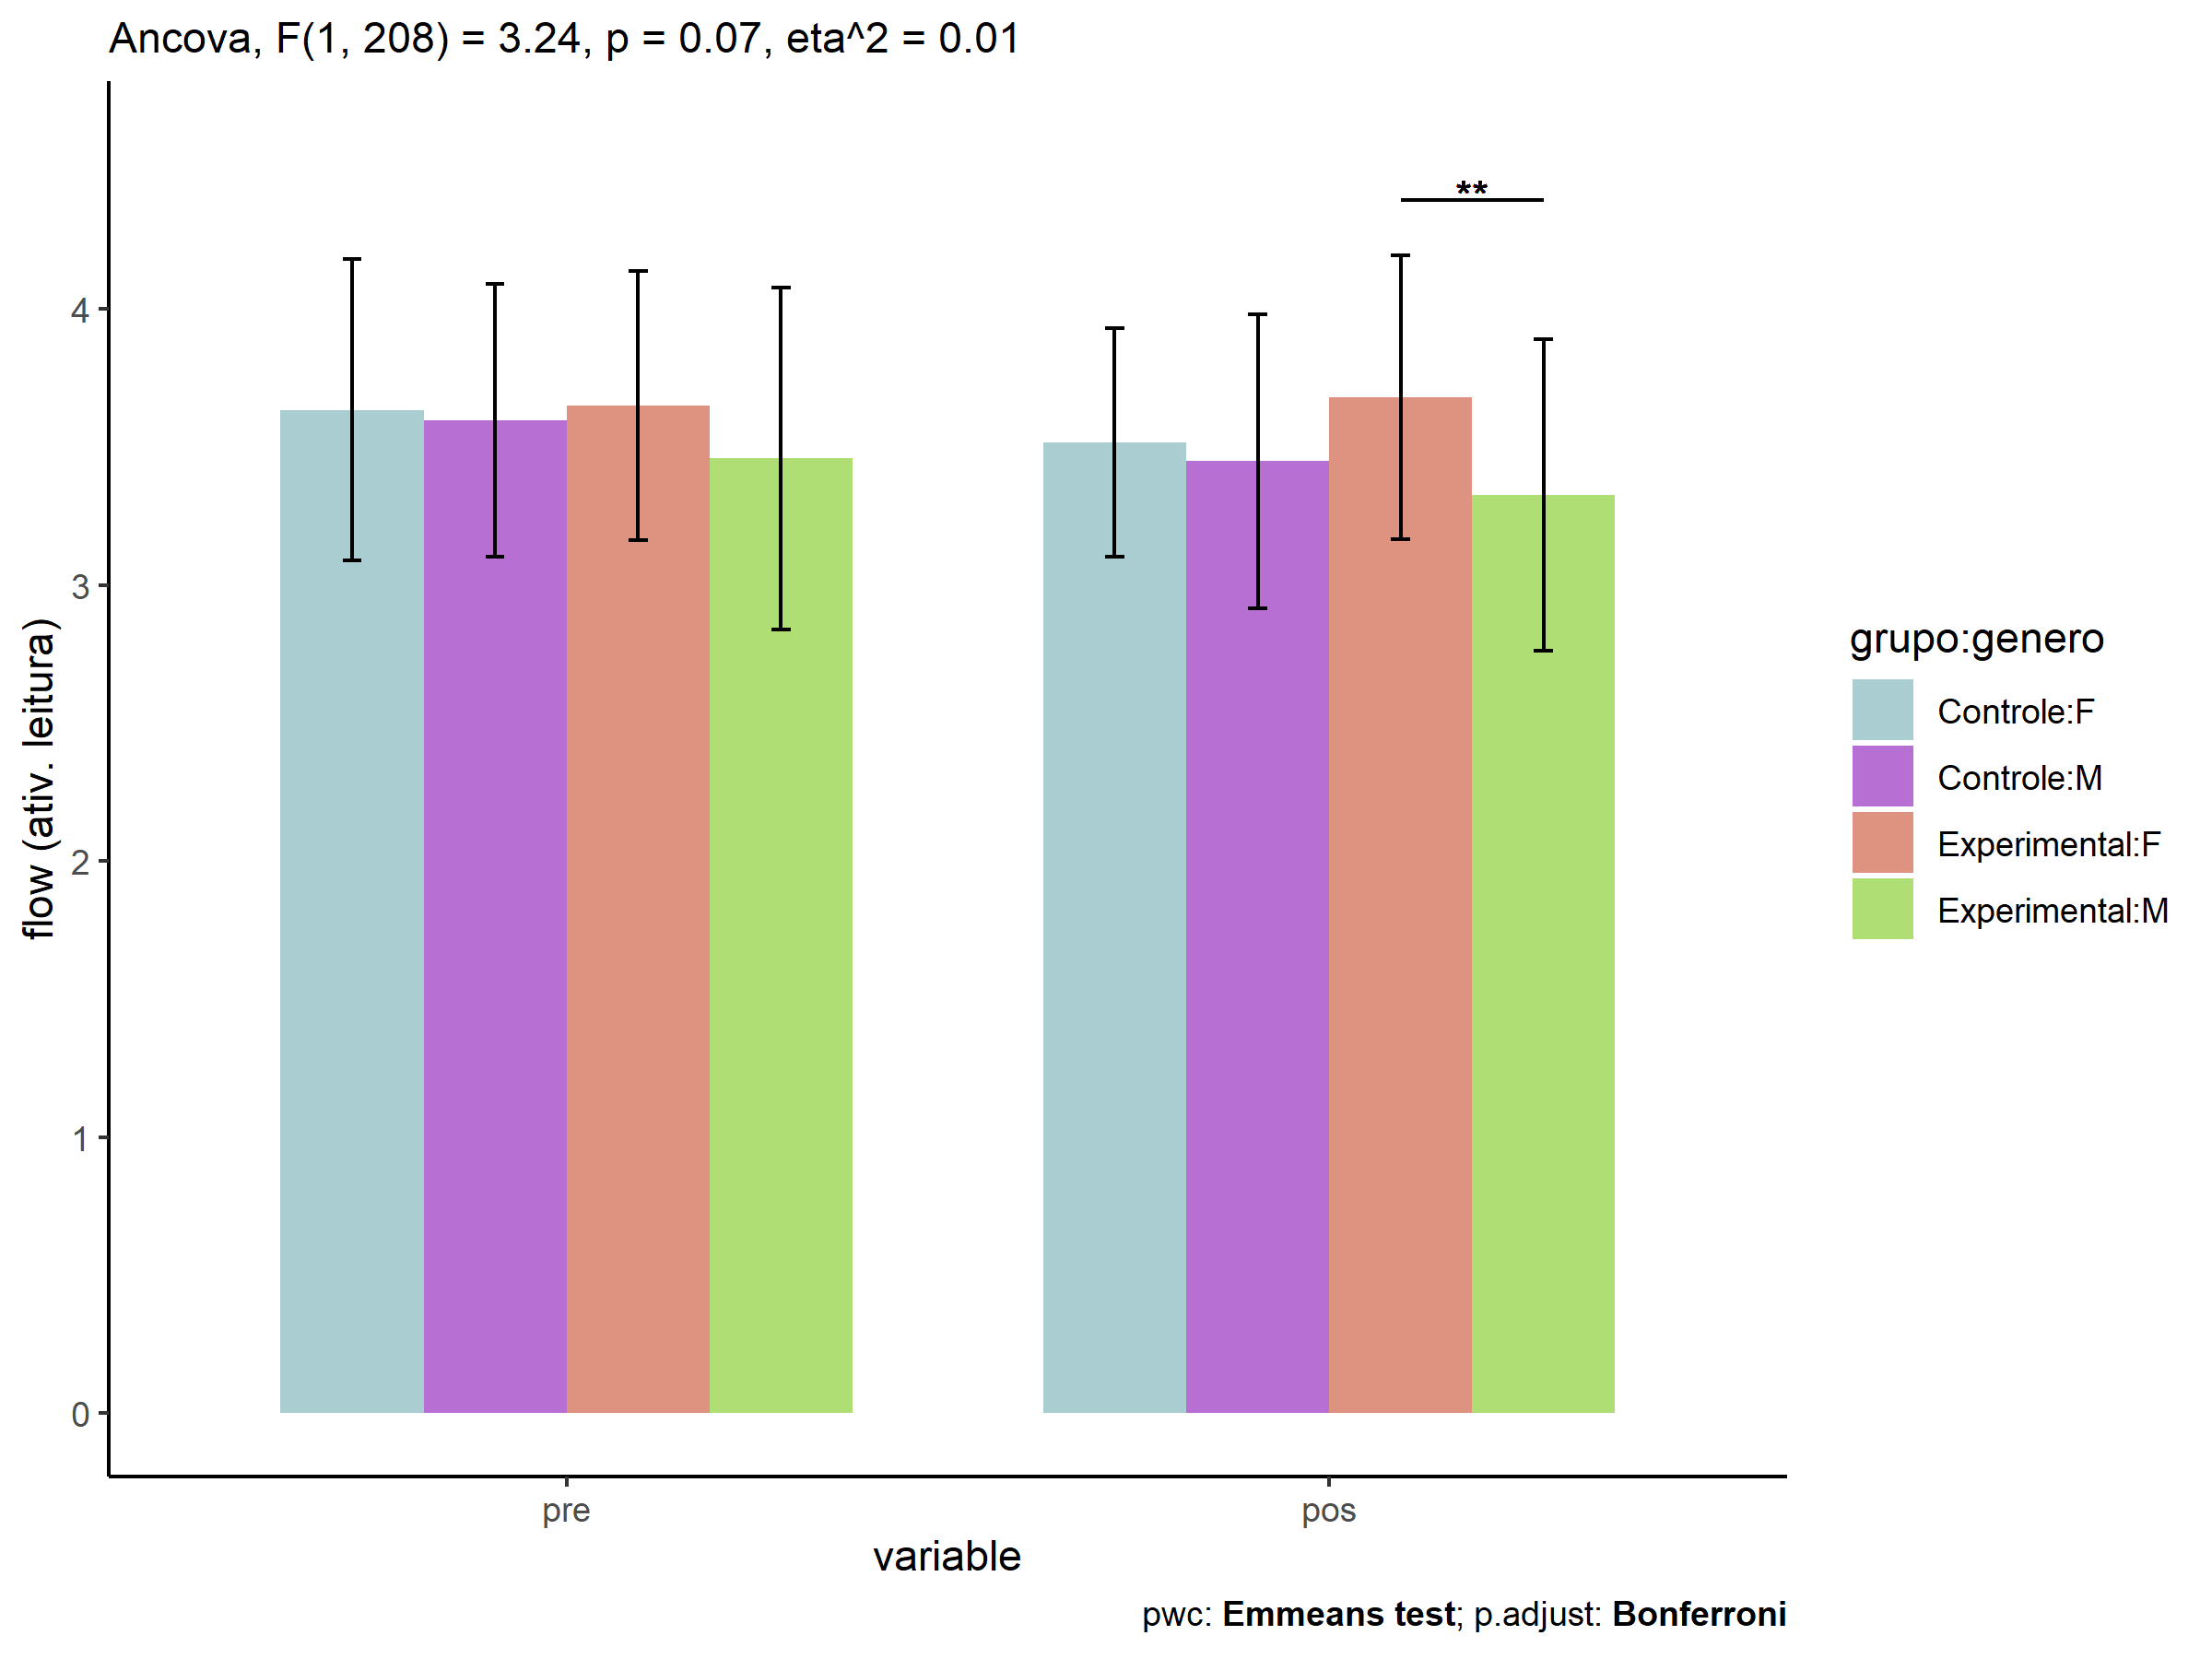 Ancova, F(1, 208) = 3.24, p = 0.07, eta^2 = 0.01
**
4
3
2
1
0
flow (ativ. leitura)
pre
pos
variable
grupo:genero
Controle:F
Controle:M
Experimental:F
Experimental:M
pwc: Emmeans test; p.adjust: Bonferroni